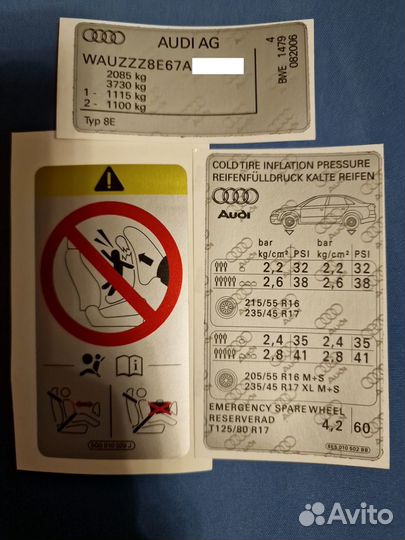 AUDI AG
WAUZZZ8E67A
2085 kg
3730 kg
1 - 1115 kg
2 - 1100 kg
Typ 8E
4
BWE 1479
082006
COLD TIRE INFLATION PRESSURE
REIFENFÜLLDRUCK KALTE REIFEN
Audi
bar kg/cm² PSI bar kg/cm² PSI
2,2 32 2,2 32
2,6 38 2,6 38
215/55 R16
235/45 R17
2,4 35 2,4 35
2,8 41 2,8 41
205/55 R16 M+S
235/45 R17 XL M+S
EMERGENCY SPARE WHEEL
RESERVERAD
T125/80 R17
4,2 60
8E5 010 502 BB
Avito